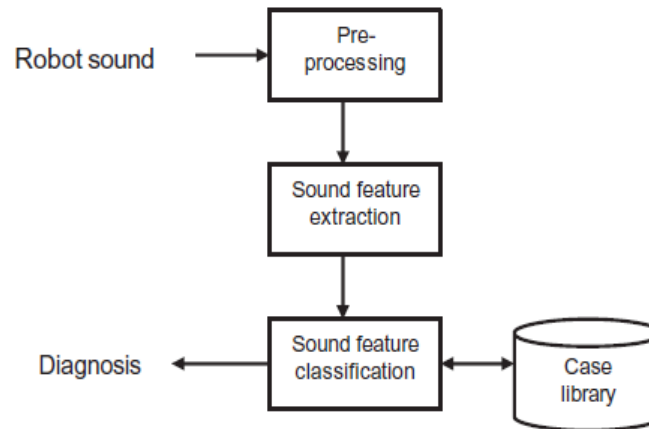 Robot sound
Pre-
processing
Sound feature
extraction
Sound feature
classification
Diagnosis
Case
library